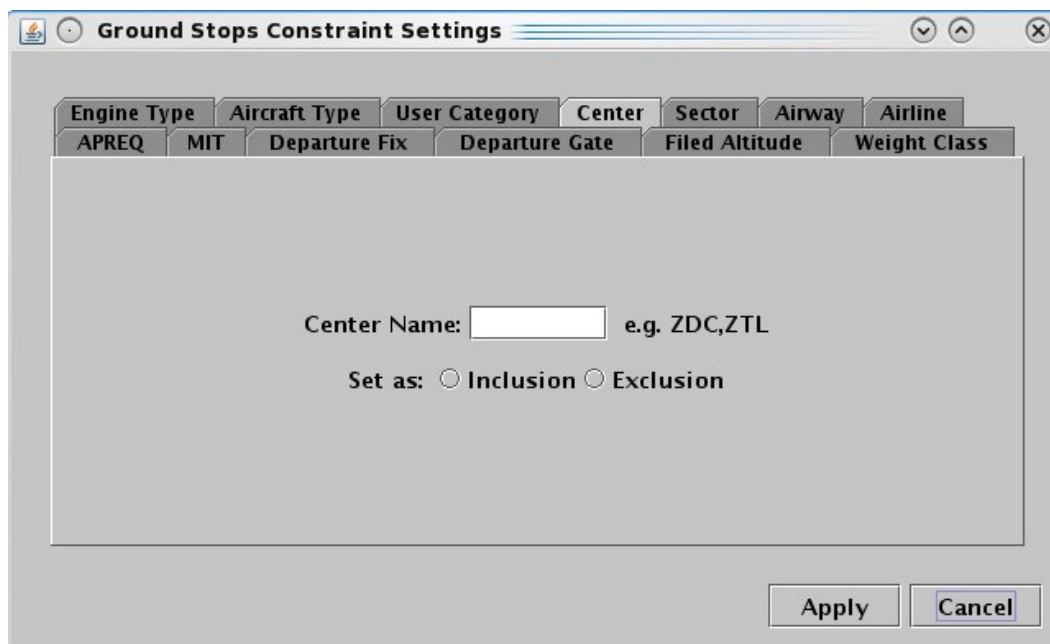 Ground Stops Constraint Settings
Engine Type Aircraft Type User Category Center Sector Airway Airline
APREQ MIT Departure Fix Departure Gate Filed Altitude Weight Class
Center Name: e.g. ZDC,ZTL
Set as: Inclusion Exclusion
Apply Cancel